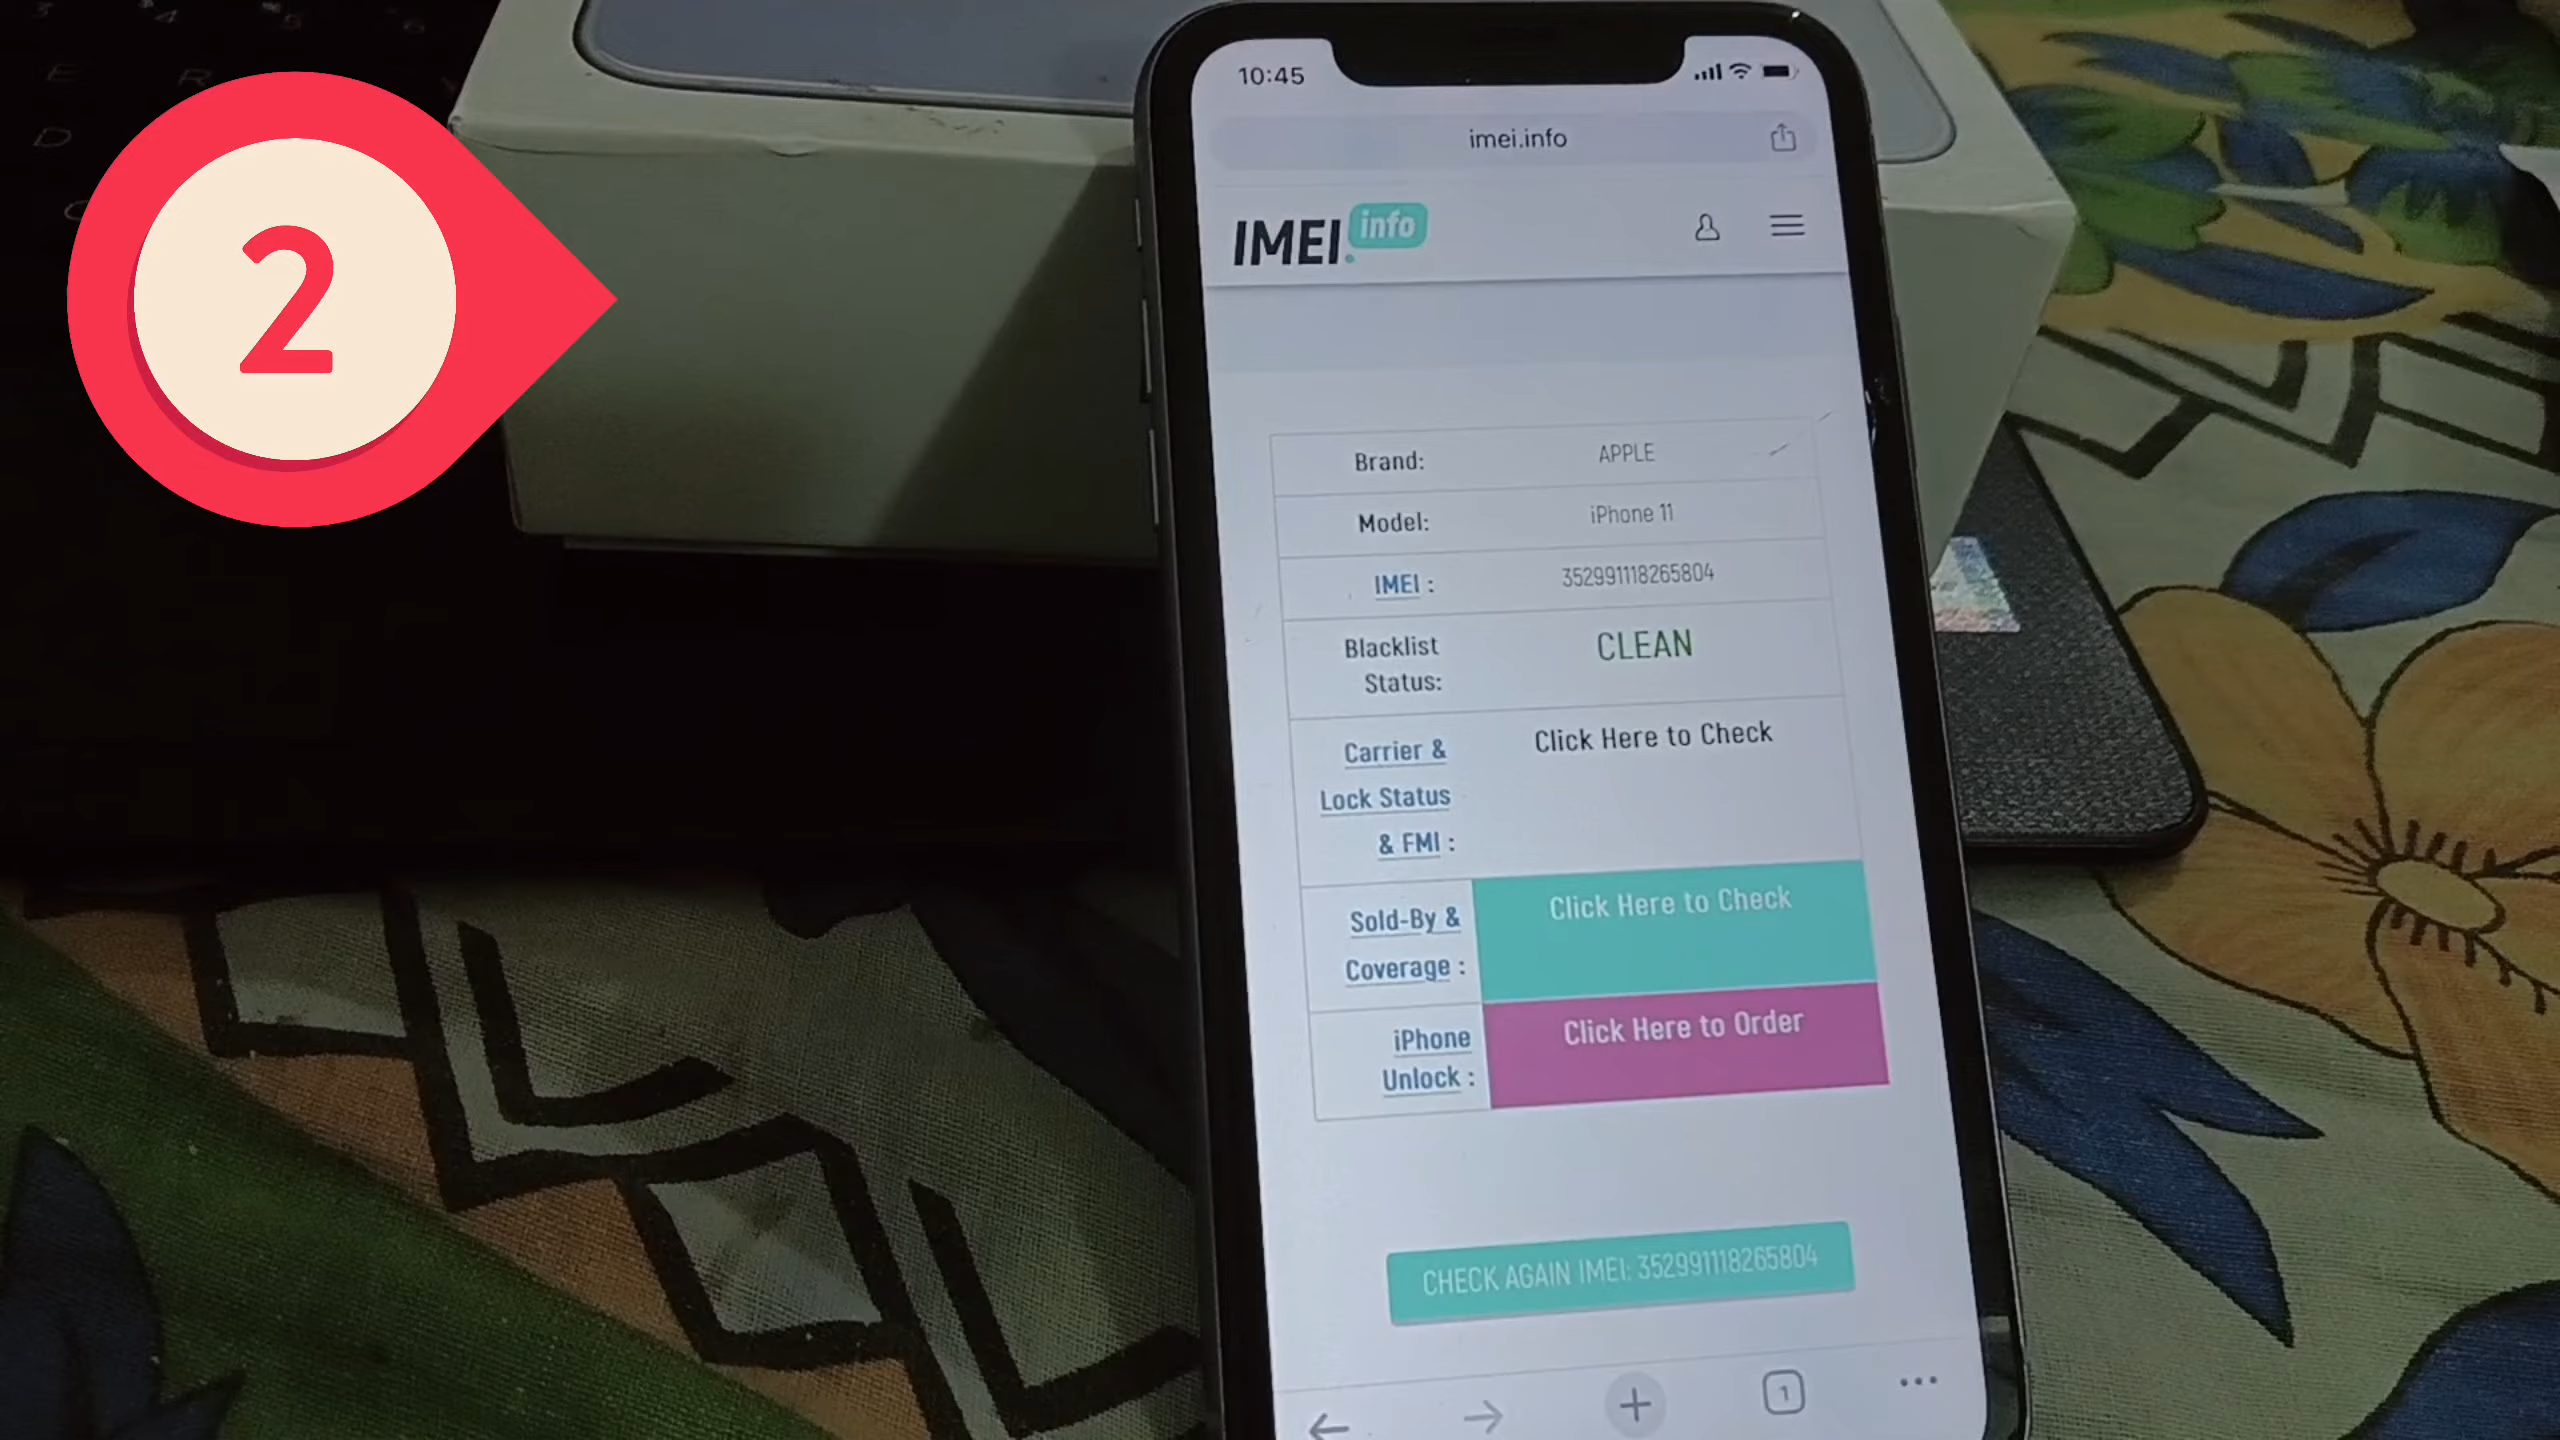 2
10:45
imei.info
IMEI.info
Brand: APPLE
Model: iPhone 11
IMEI : 352991118265804
Blacklist Status: CLEAN
Carrier & Lock Status & FMI : Click Here to Check
Sold-By & Coverage : Click Here to Check
iPhone Unlock : Click Here to Order
CHECK AGAIN IMEI: 352991118265804
1